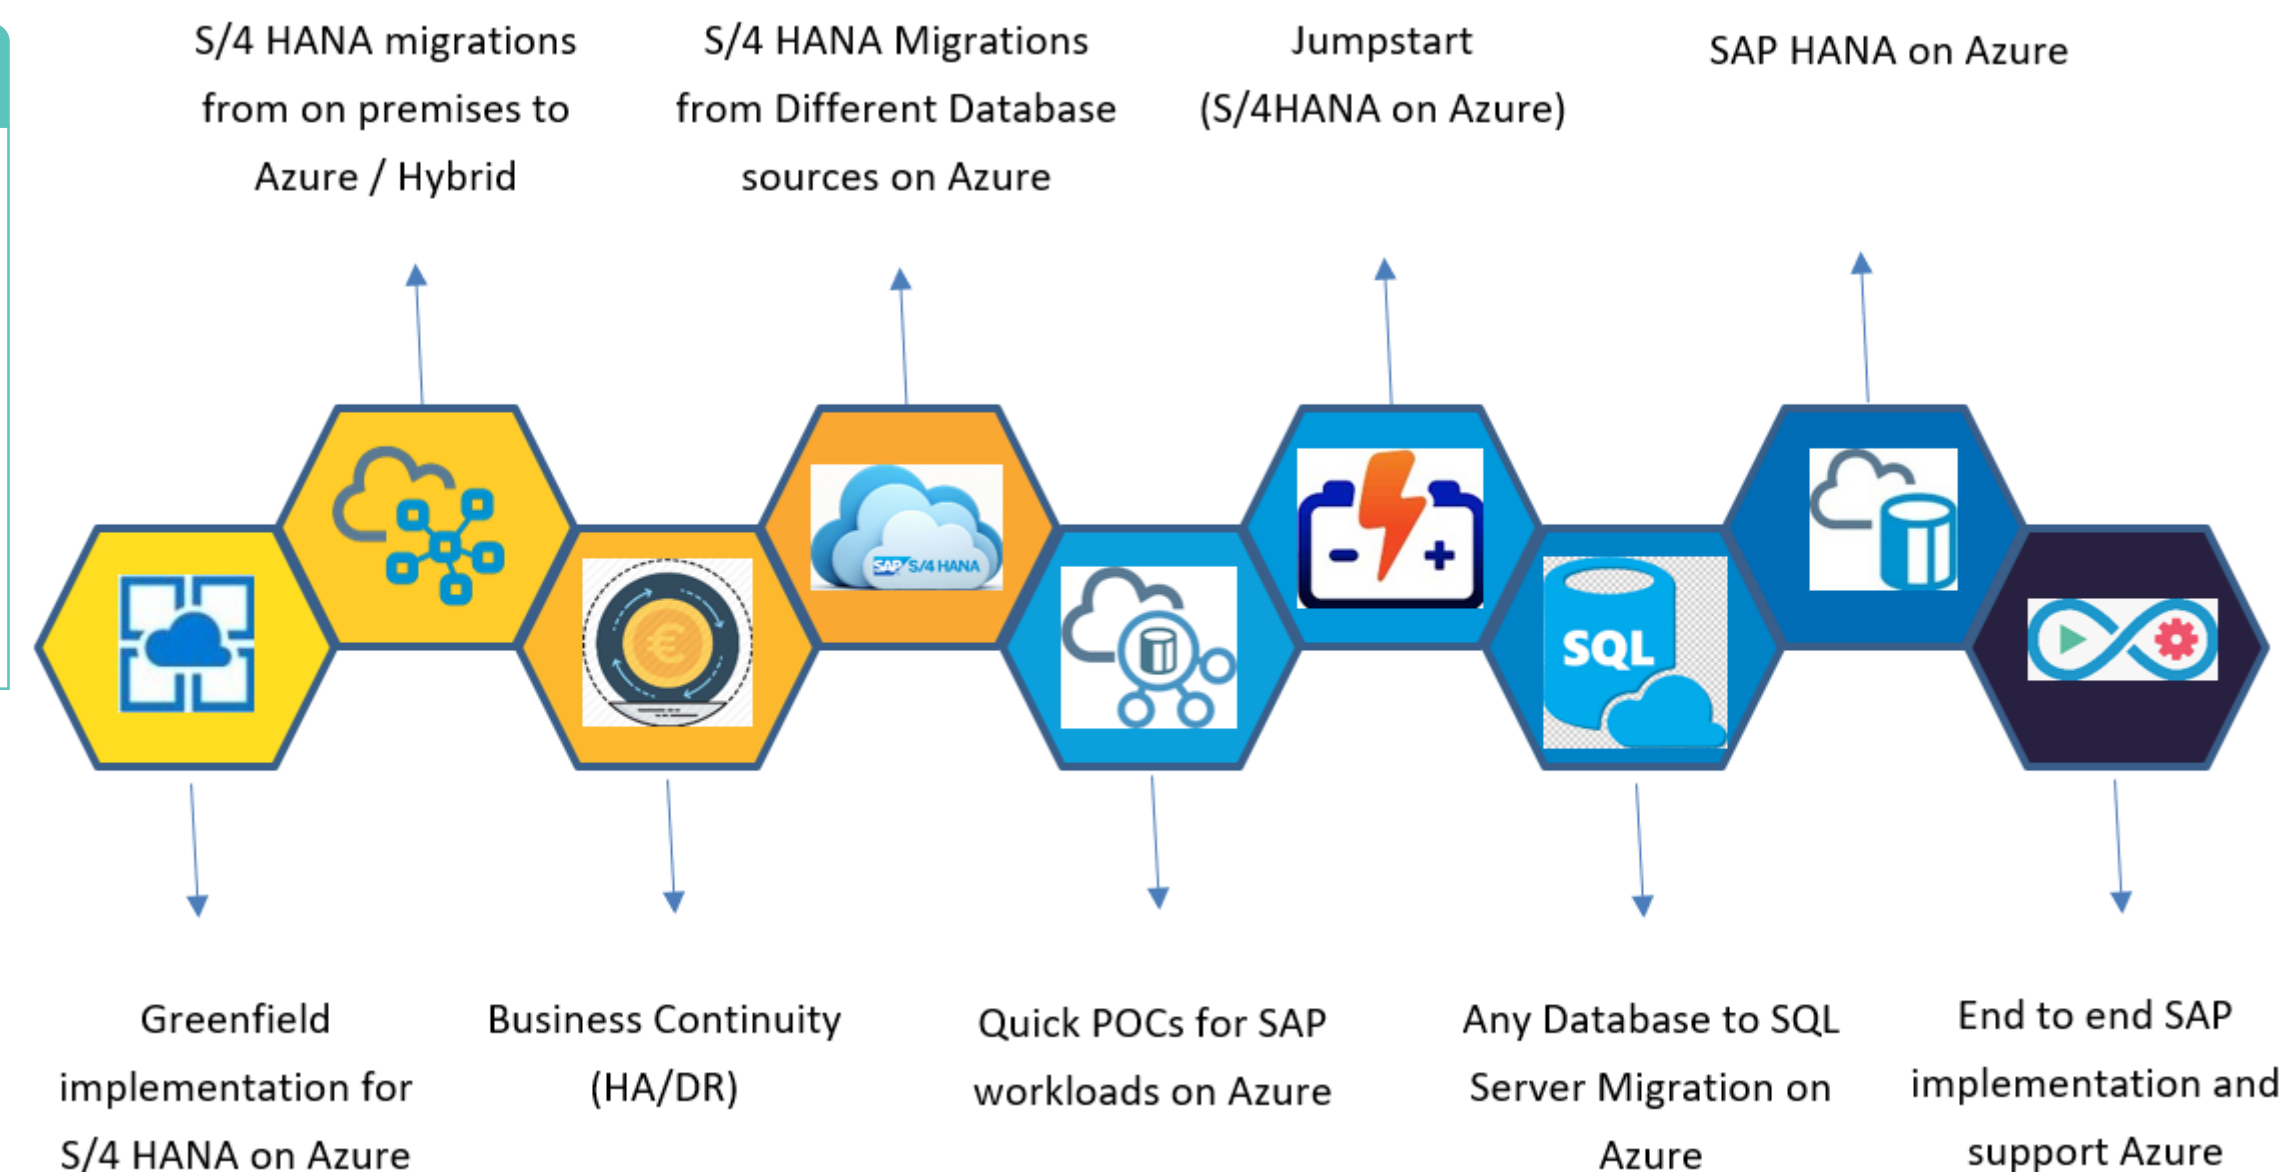 S/4 HANA migrations
from on premises to
Azure / Hybrid
S/4 HANA Migrations
from Different Database
sources on Azure
Jumpstart
(S/4HANA on Azure)
SAP HANA on Azure
SAP S/4 HANA
SQL
Greenfield
implementation for
S/4 HANA on Azure
Business Continuity
(HA/DR)
Quick POCs for SAP
workloads on Azure
Any Database to SQL
Server Migration on
Azure
End to end SAP
implementation and
support Azure